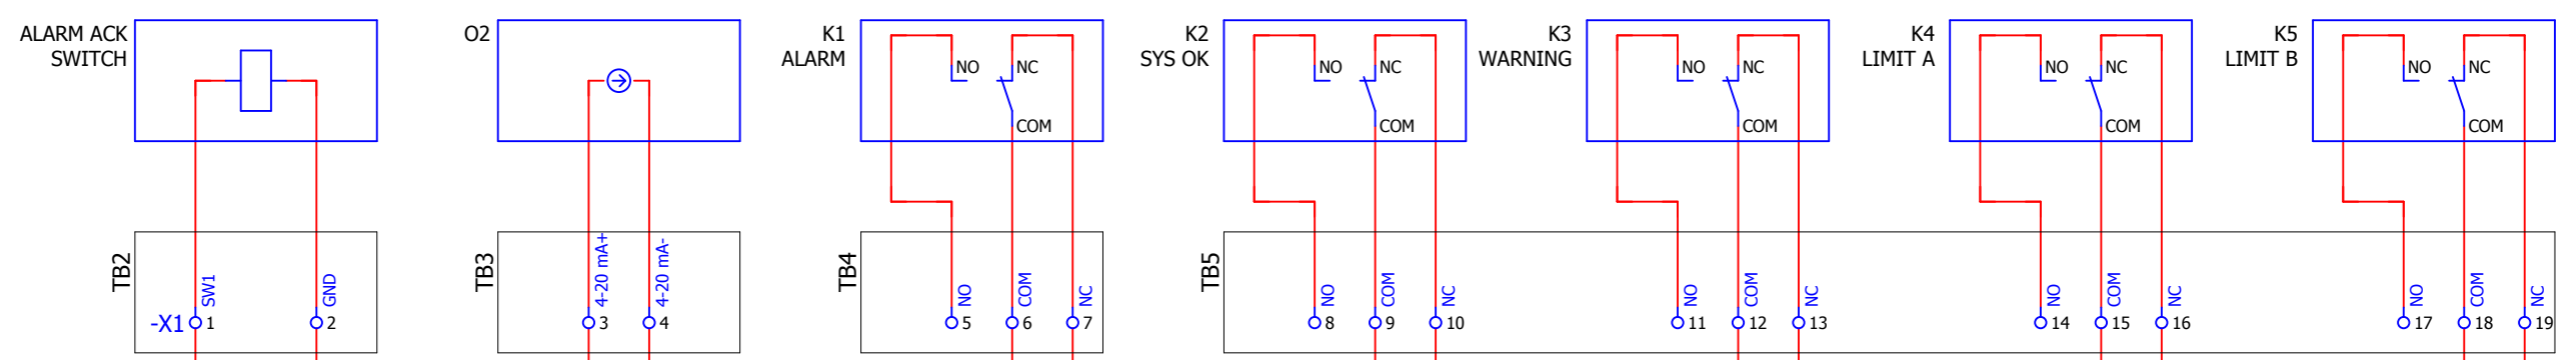 ALARM ACK
SWITCH
O2
K1
ALARM
NO
NC
COM
K2
SYS OK
NO
NC
COM
K3
WARNING
NO
NC
COM
K4
LIMIT A
NO
NC
COM
K5
LIMIT B
NO
NC
COM
TB2
SW1
GND
-X1
1
2
TB3
4-20 mA+
4-20 mA-
3
4
TB4
NO
COM
NC
5
6
7
TB5
NO
COM
NC
8
9
10
NO
COM
NC
11
12
13
NO
COM
NC
14
15
16
NO
COM
NC
17
18
19